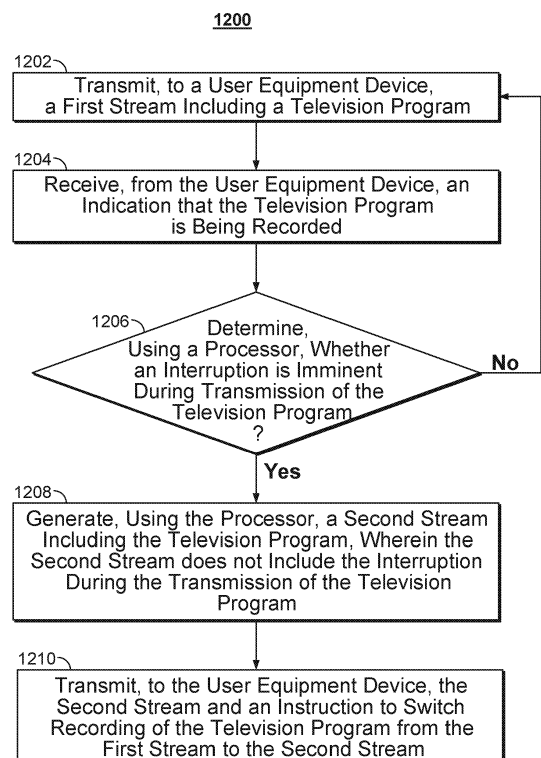 1200
1202
Transmit, to a User Equipment Device,
a First Stream Including a Television Program
1204
Receive, from the User Equipment Device, an
Indication that the Television Program
is Being Recorded
1206
Determine,
Using a Processor, Whether
an Interruption is Imminent
During Transmission of the
Television Program
?
No
Yes
1208
Generate, Using the Processor, a Second Stream
Including the Television Program, Wherein the
Second Stream does not Include the Interruption
During the Transmission of the Television
Program
1210
Transmit, to the User Equipment Device, the
Second Stream and an Instruction to Switch
Recording of the Television Program from the
First Stream to the Second Stream